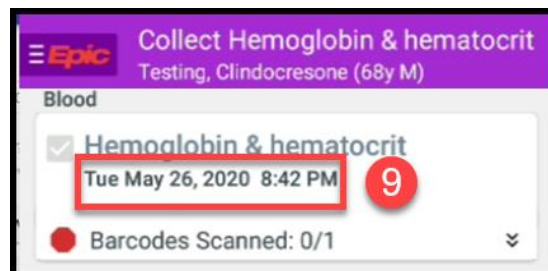 Epic Collect Hemoglobin & hematocrit
Testing, Clindocresone (68y M)
Blood
Hemoglobin & hematocrit
Tue May 26, 2020 8:42 PM 9
Barcodes Scanned: 0/1